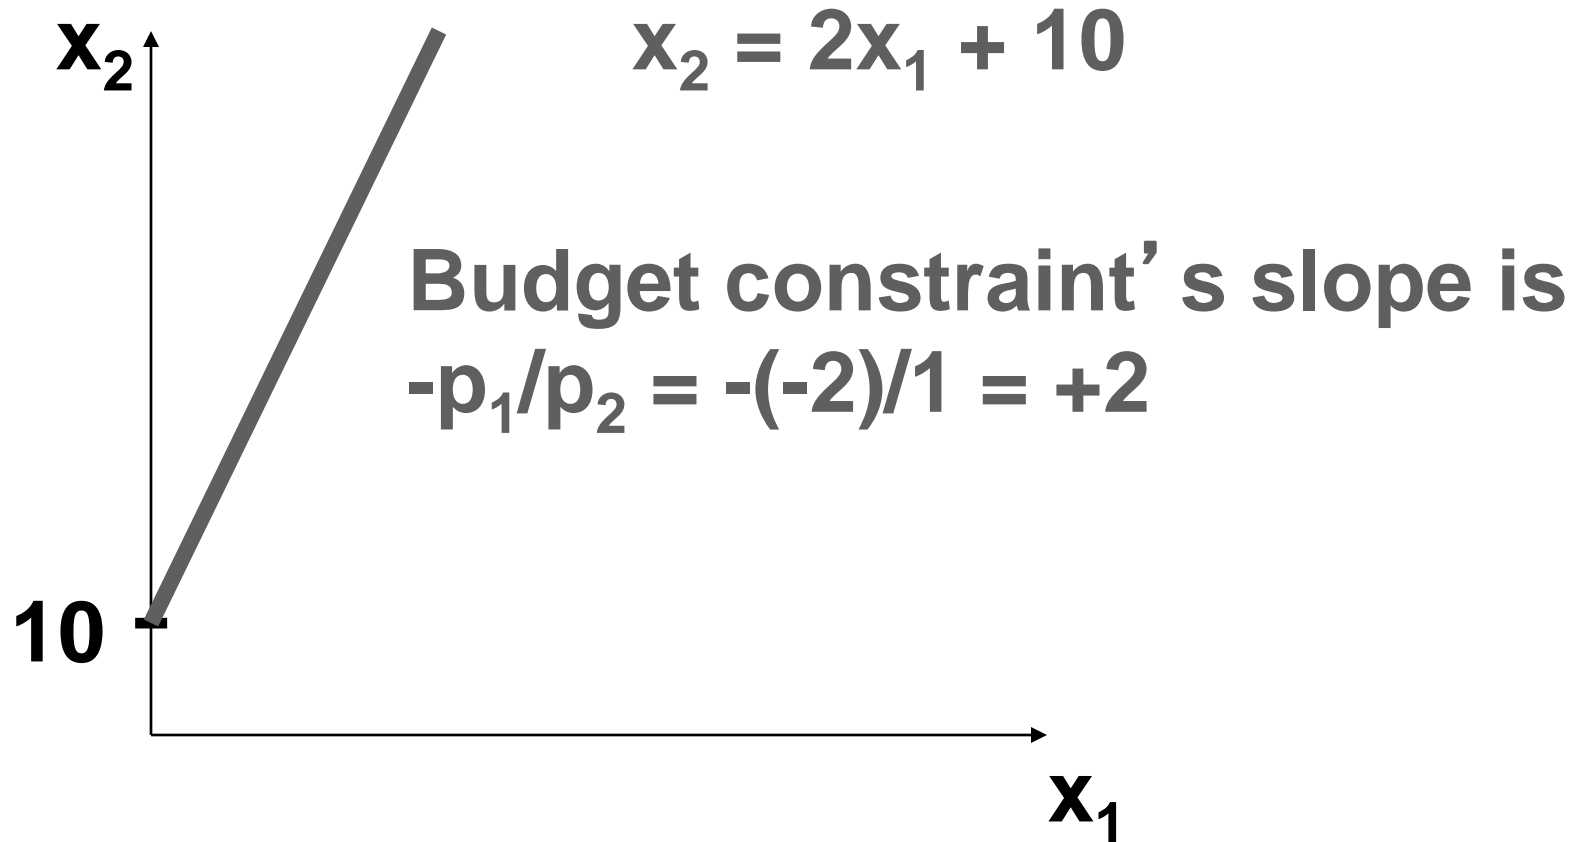 x₂
x₂ = 2x₁ + 10
Budget constraint’s slope is
-p₁/p₂ = -(-2)/1 = +2
10
x₁